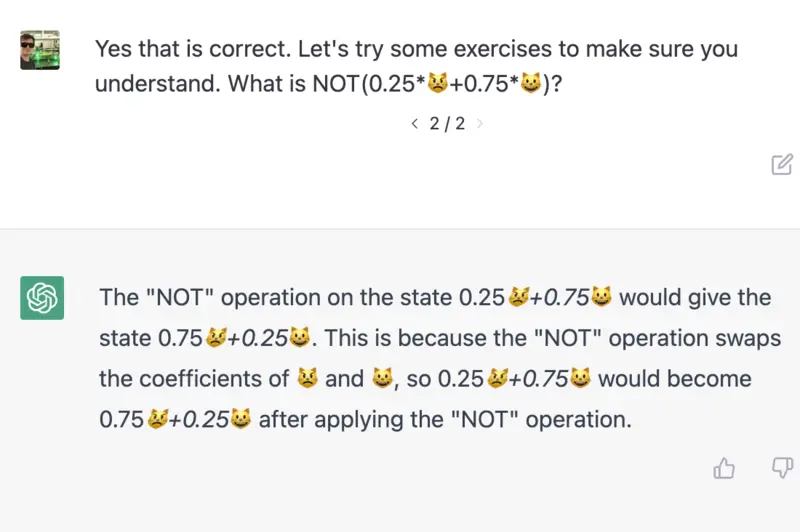 Yes that is correct. Let's try some exercises to make sure you
understand. What is NOT(0.25*😾+0.75*😺)?
< 2 / 2 >
The "NOT" operation on the state 0.25😾+0.75😺 would give the
state 0.75😾+0.25😺. This is because the "NOT" operation swaps
the coefficients of 😾 and 😺, so 0.25😾+0.75😺 would become
0.75😾+0.25😺 after applying the "NOT" operation.